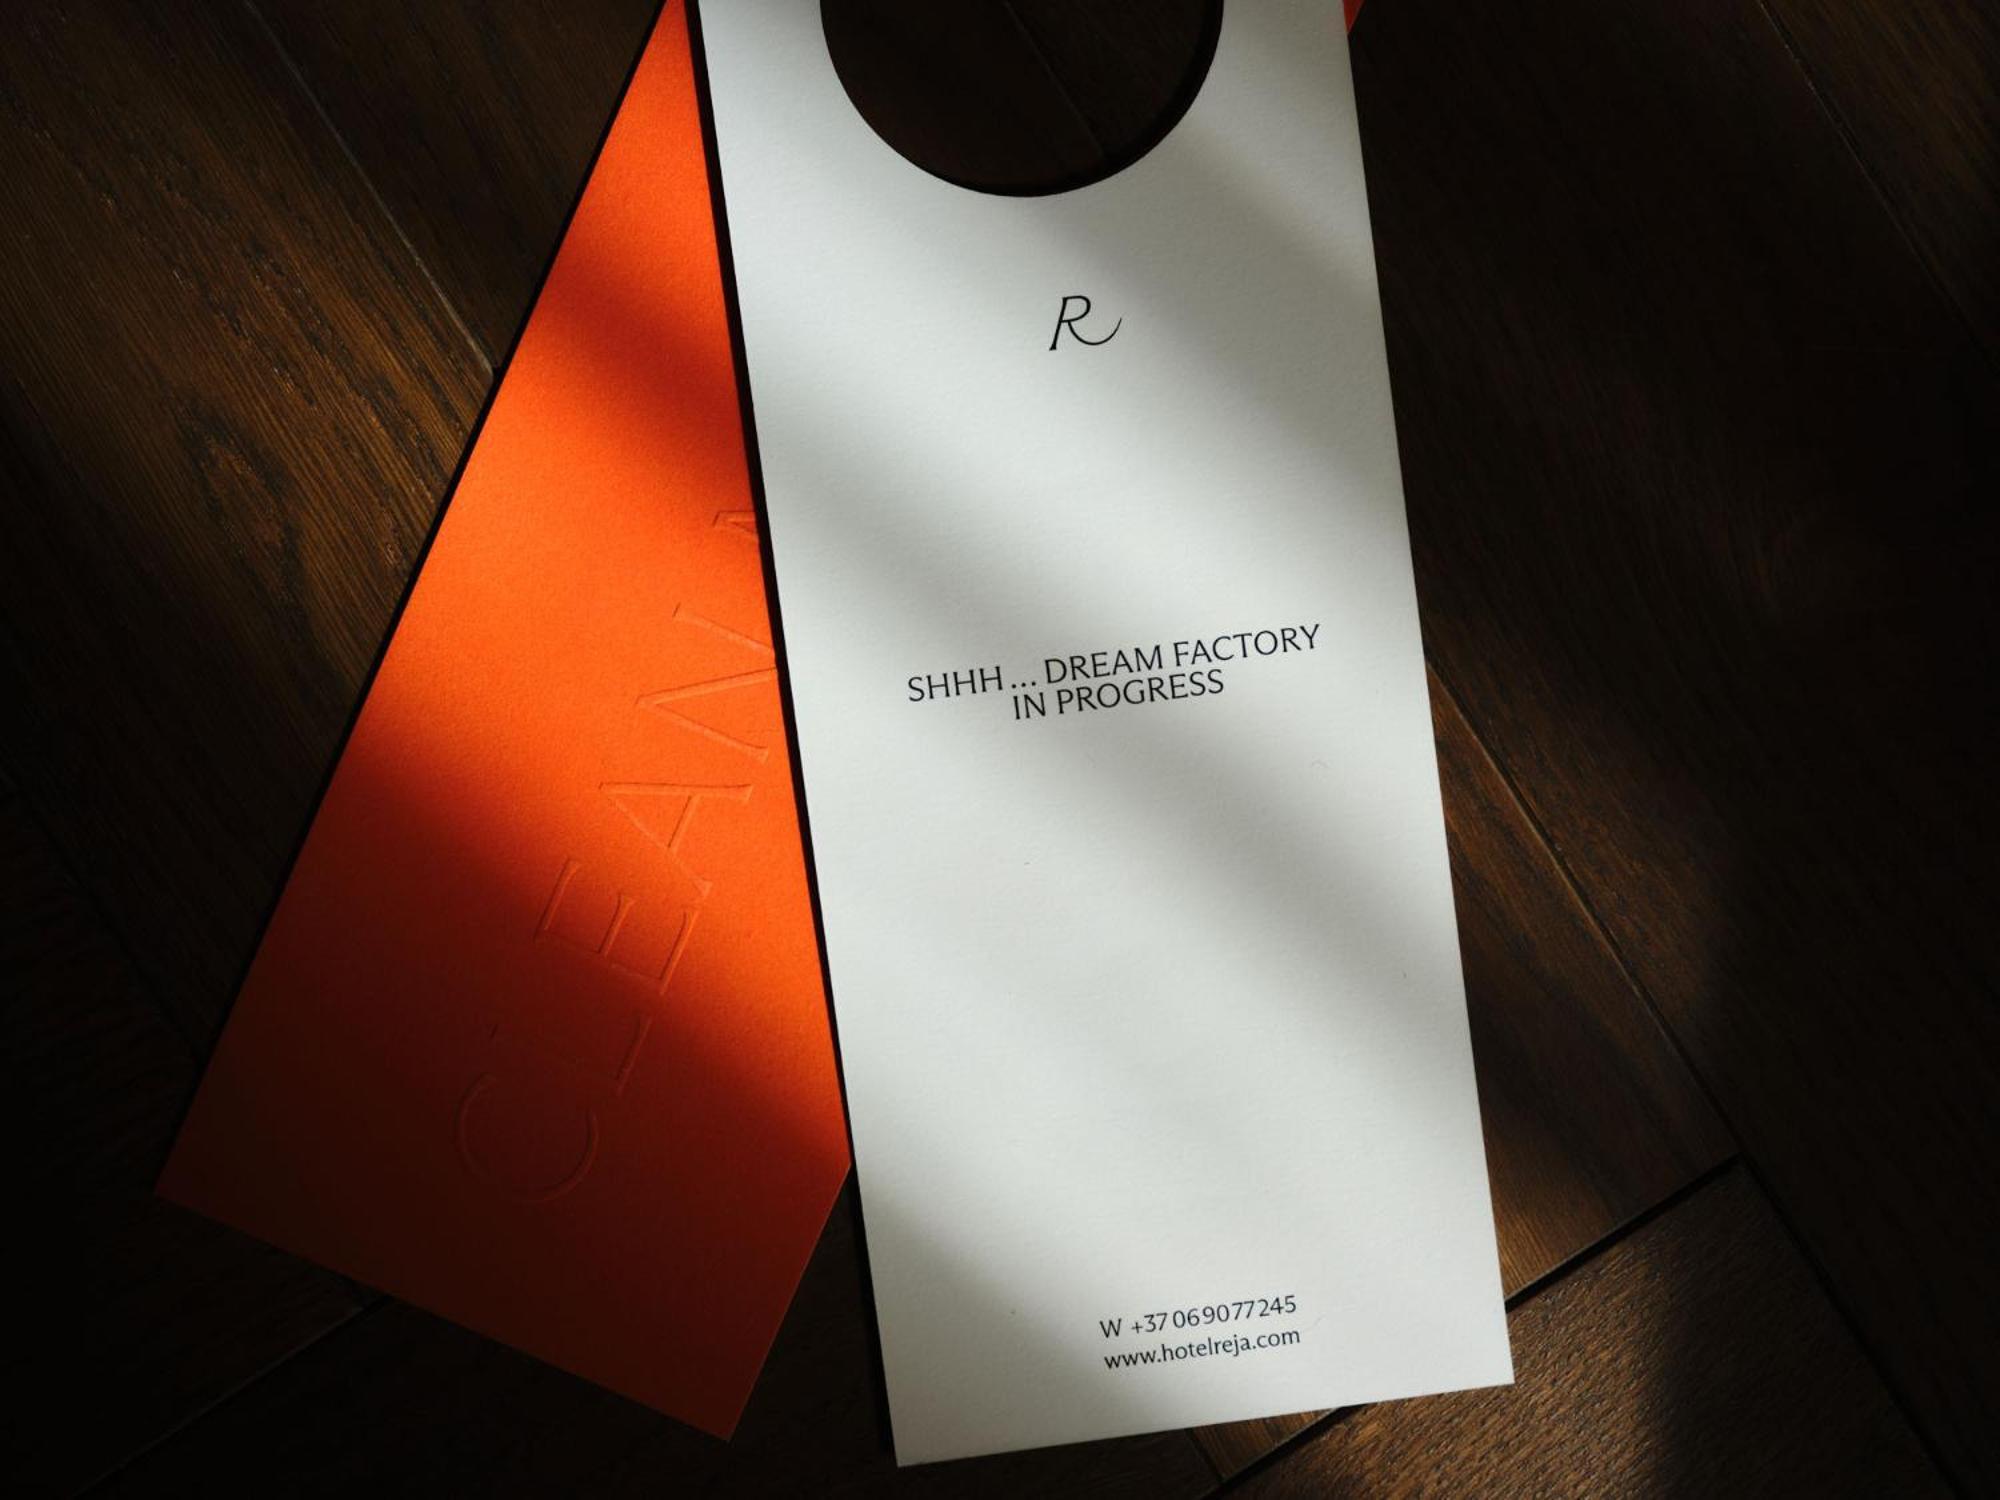 R
SHHH ... DREAM FACTORY
IN PROGRESS
W +37069077245
www.hotelreja.com